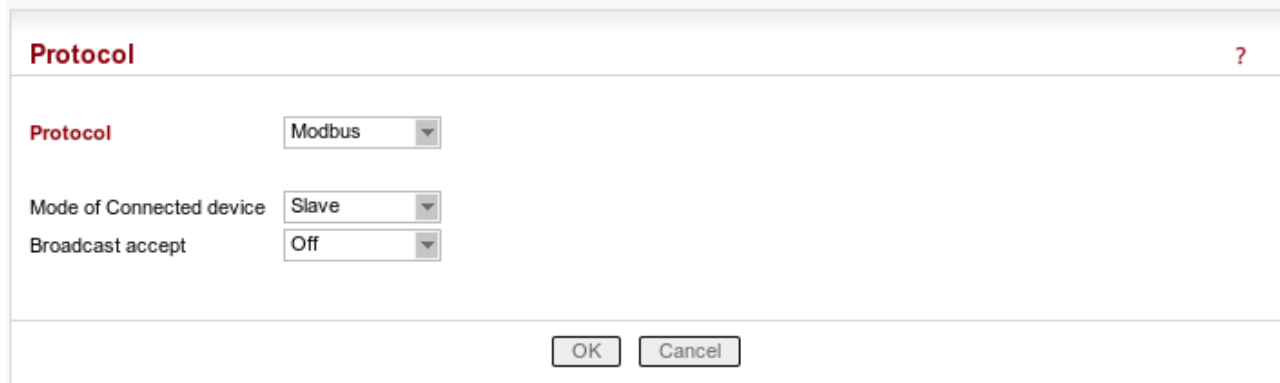 Protocol ?
Protocol Modbus
Mode of Connected device Slave
Broadcast accept Off
OK Cancel